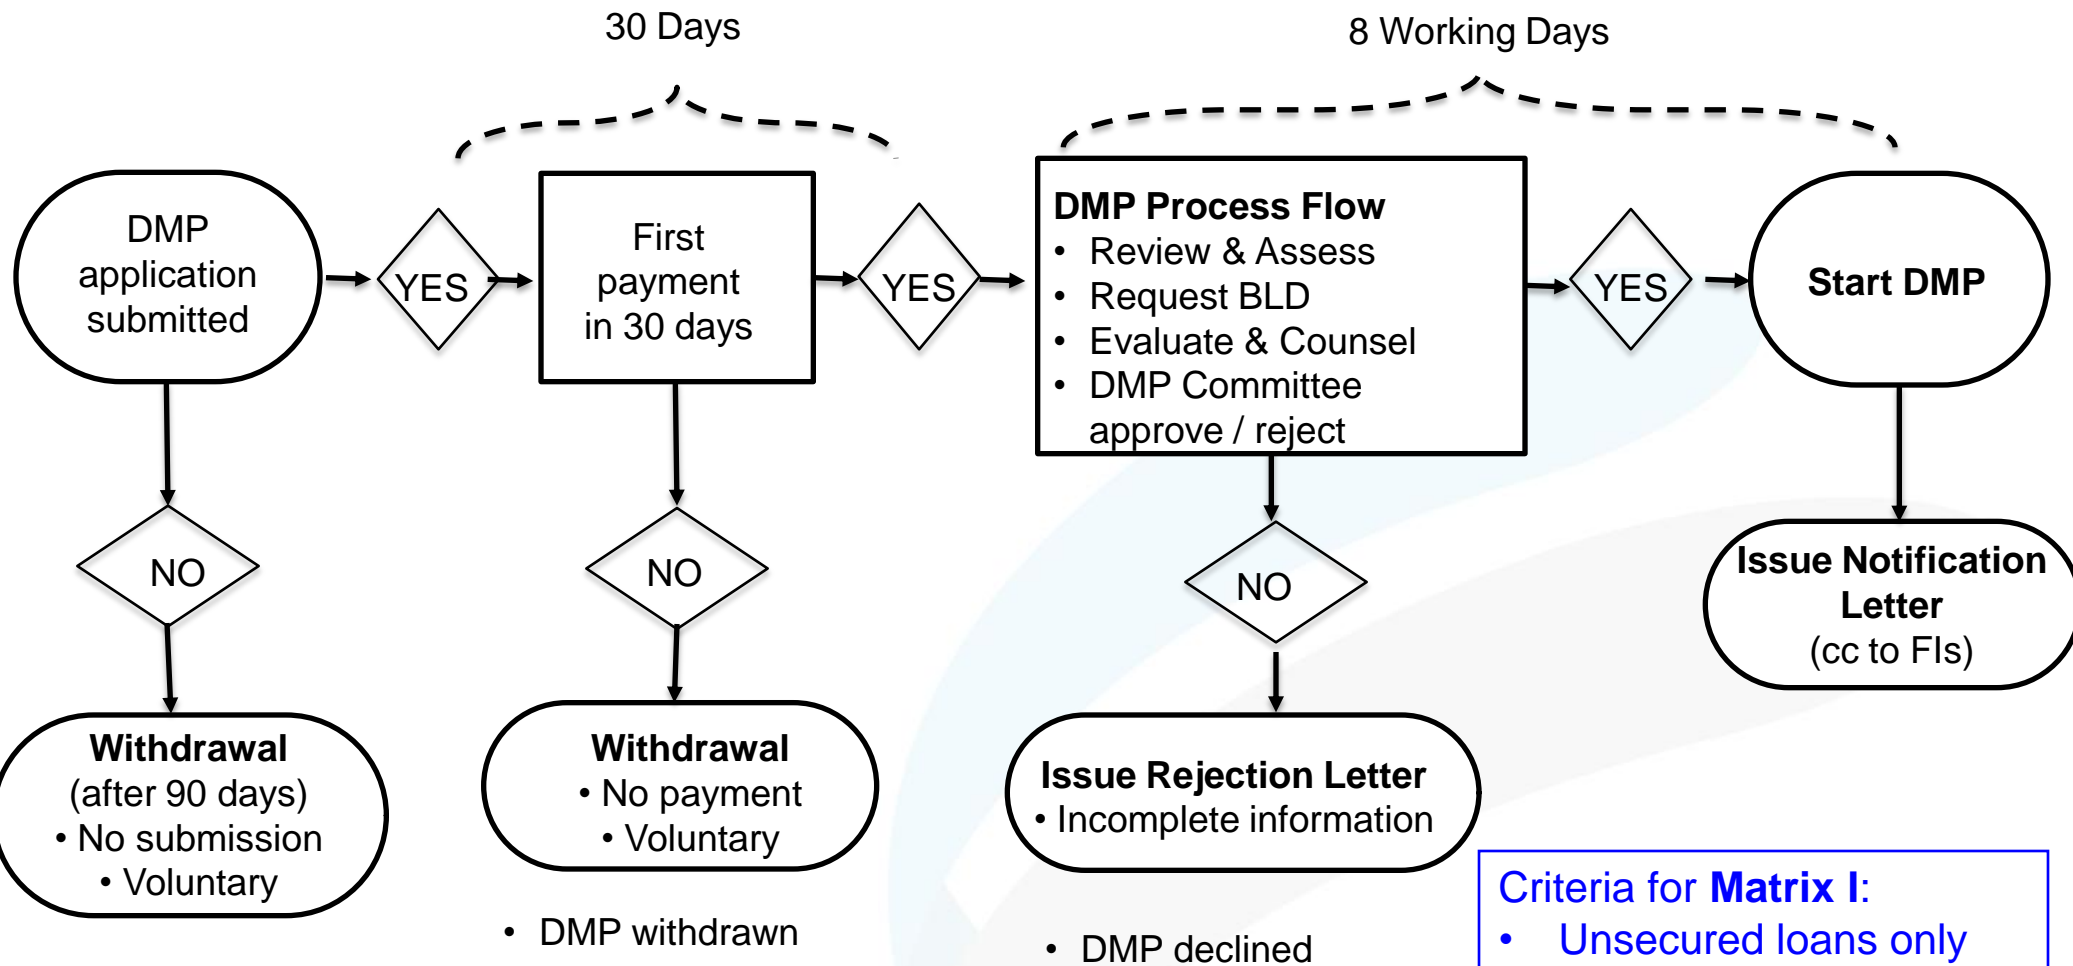 30 Days
8 Working Days
DMP
application
submitted
YES
First
payment
in 30 days
YES
DMP Process Flow
• Review & Assess
• Request BLD
• Evaluate & Counsel
• DMP Committee
approve / reject
YES
Start DMP
NO
NO
NO
Issue Notification
Letter
(cc to FIs)
Withdrawal
(after 90 days)
• No submission
• Voluntary
Withdrawal
• No payment
• Voluntary
Issue Rejection Letter
• Incomplete information
• DMP withdrawn
• DMP declined
Criteria for Matrix I:
• Unsecured loans only